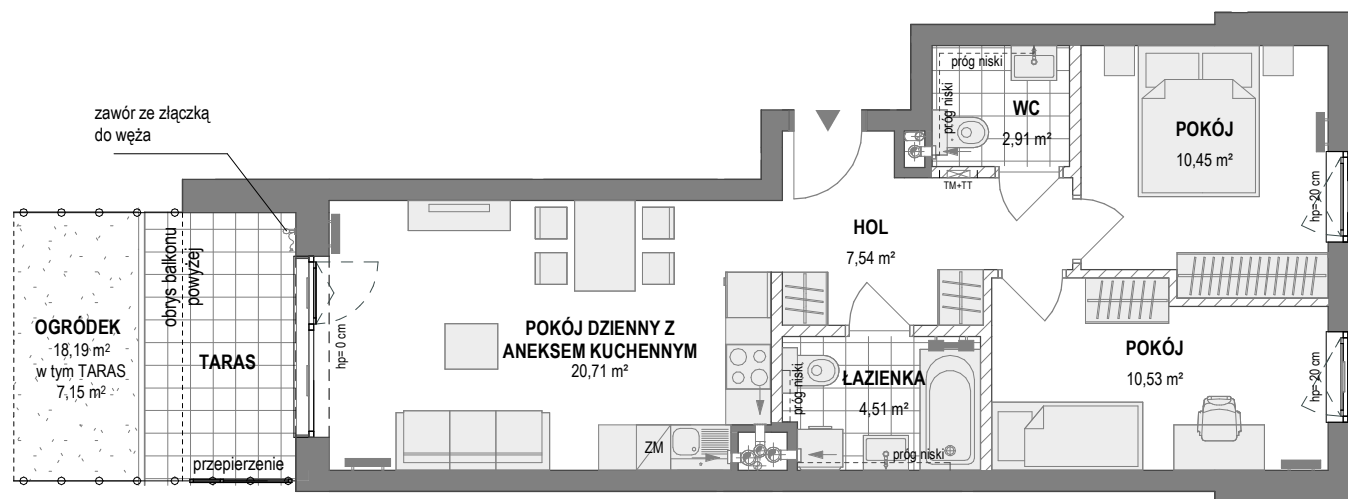 zawór ze złączką
do węża
OGRÓDEK
18,19 m²
w tym TARAS
7,15 m²
obrys balkonu
powyżej
TARAS
przepierzenie
hp= 0 cm
POKÓJ DZIENNY Z
ANEKSEM KUCHENNYM
20,71 m²
ZM
HOL
7,54 m²
próg niski
próg niski
WC
2,91 m²
TM+TT
POKÓJ
10,45 m²
hp=-20 cm
próg niski
ŁAZIENKA
4,51 m²
próg niski
POKÓJ
10,53 m²
hp=-20 cm